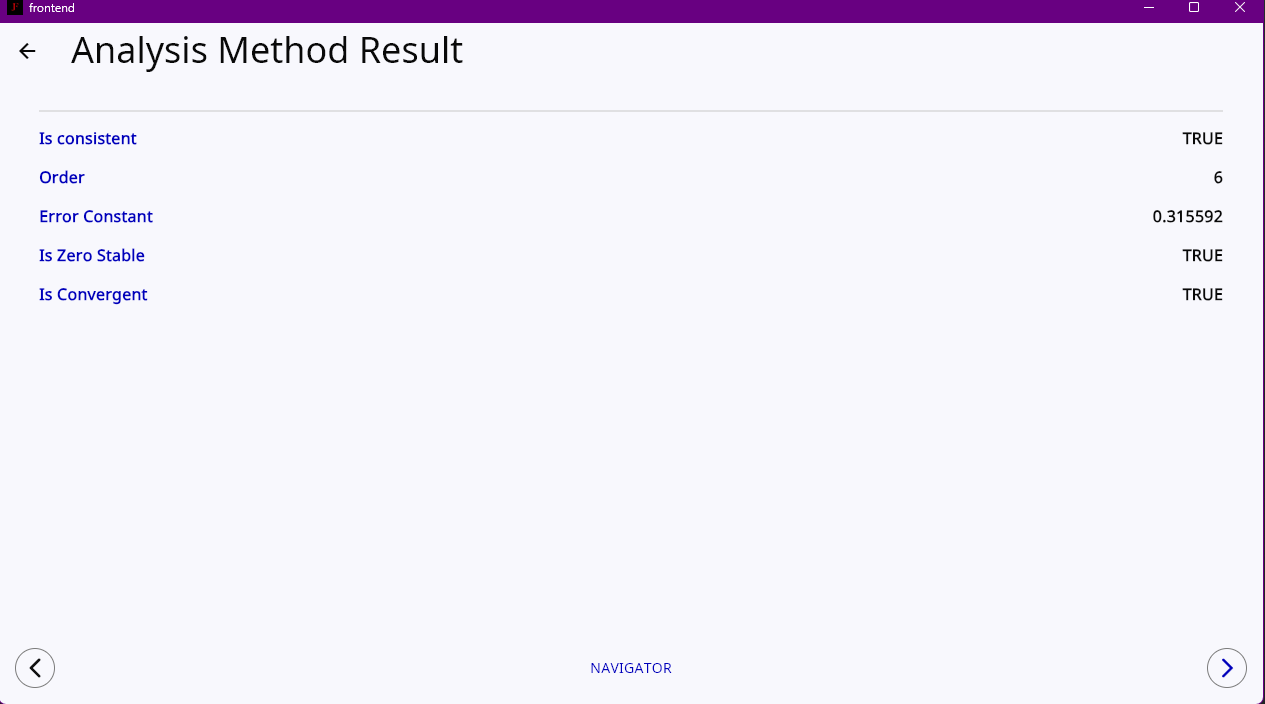 frontend
Analysis Method Result
Is consistent TRUE
Order 6
Error Constant 0.315592
Is Zero Stable TRUE
Is Convergent TRUE
NAVIGATOR